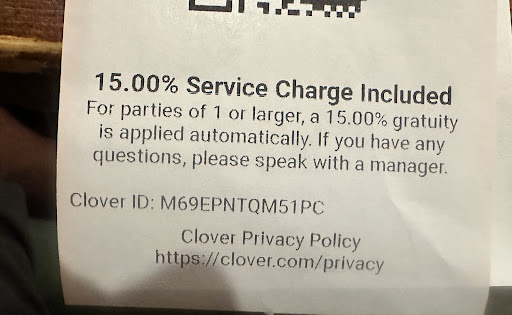 15.00% Service Charge Included
For parties of 1 or larger, a 15.00% gratuity
is applied automatically. If you have any
questions, please speak with a manager.
Clover ID: M69EPNTQM51PC
Clover Privacy Policy
https://clover.com/privacy